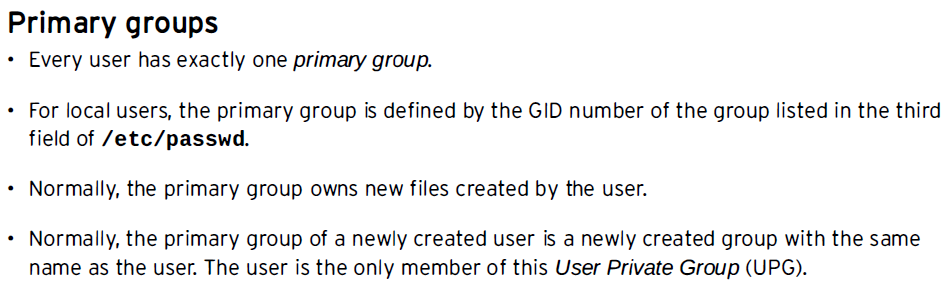 Primary groups
• Every user has exactly one primary group.
• For local users, the primary group is defined by the GID number of the group listed in the third
field of /etc/passwd.
• Normally, the primary group owns new files created by the user.
• Normally, the primary group of a newly created user is a newly created group with the same
name as the user. The user is the only member of this User Private Group (UPG).